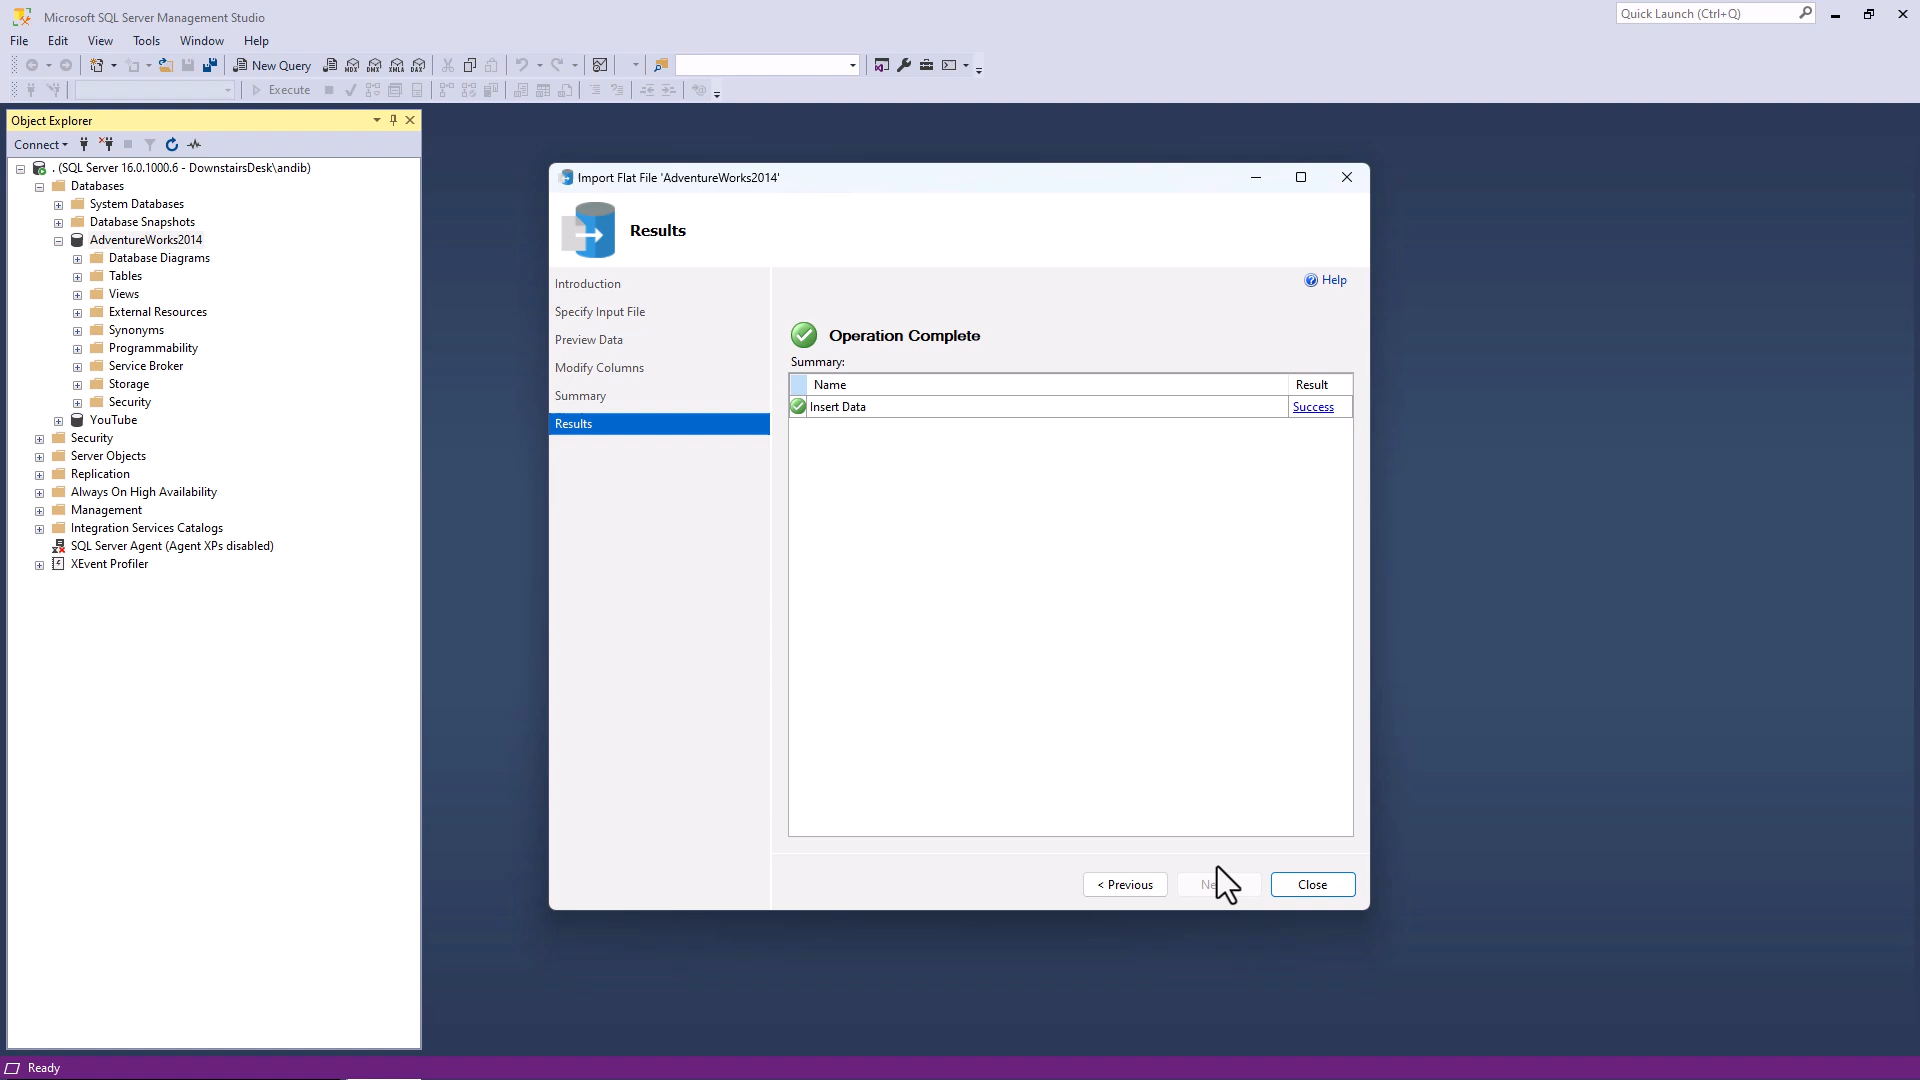 Microsoft SQL Server Management Studio
Quick Launch (Ctrl+Q)
File Edit View Tools Window Help
New Query
MDX DMX XMLA DAX
Execute
Object Explorer
Connect
. (SQL Server 16.0.1000.6 - DownstairsDesk\andib)
Databases
System Databases
Database Snapshots
AdventureWorks2014
Database Diagrams
Tables
Views
External Resources
Synonyms
Programmability
Service Broker
Storage
Security
YouTube
Security
Server Objects
Replication
Always On High Availability
Management
Integration Services Catalogs
SQL Server Agent (Agent XPs disabled)
XEvent Profiler
Import Flat File 'AdventureWorks2014'
Results
Introduction
Specify Input File
Preview Data
Modify Columns
Summary
Results
Help
Operation Complete
Summary:
Name Result
Insert Data Success
< Previous
Close
Ready